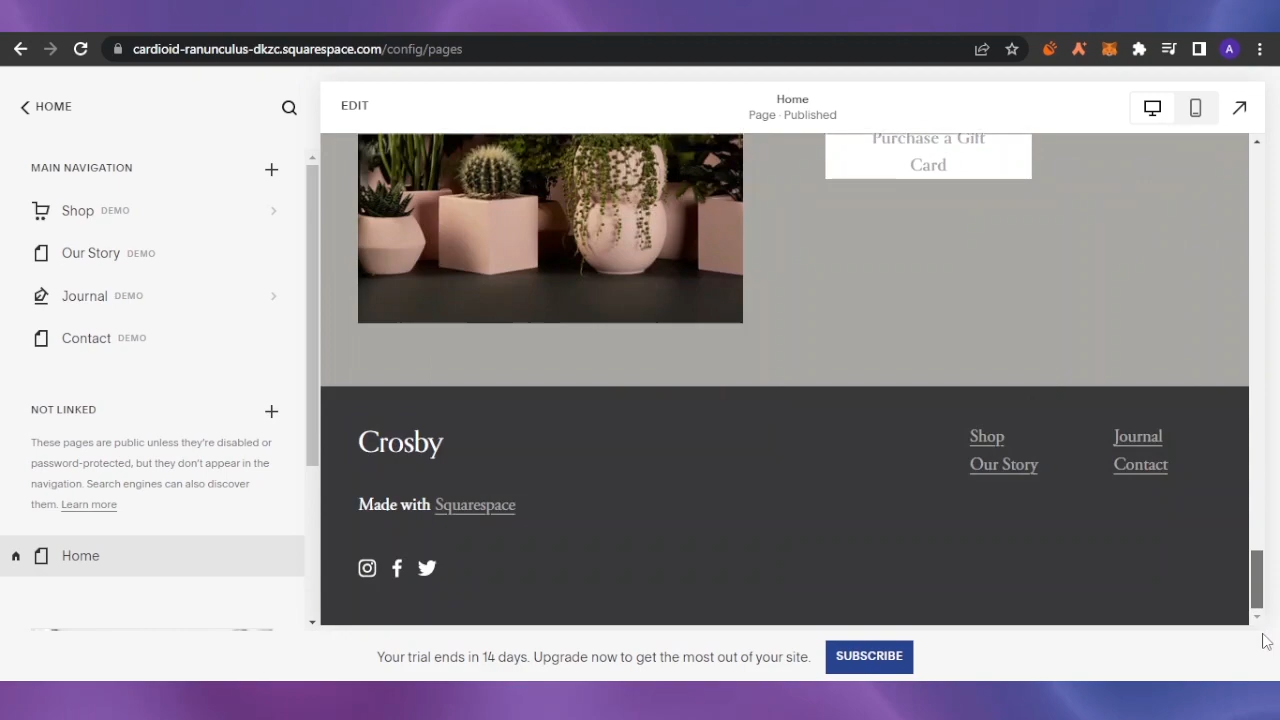 cardioid-ranunculus-dkzc.squarespace.com/config/pages
A
HOME
EDIT
Home
Page · Published
MAIN NAVIGATION
Shop DEMO
Our Story DEMO
Journal DEMO
Contact DEMO
NOT LINKED
These pages are public unless they're disabled or
password-protected, but they don't appear in the
navigation. Search engines can also discover
them. Learn more
Home
Purchase a Gift
Card
Crosby
Made with Squarespace
Shop
Our Story
Journal
Contact
Your trial ends in 14 days. Upgrade now to get the most out of your site.
SUBSCRIBE